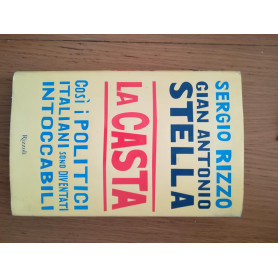 SERGIO RIZZO
GIAN ANTONIO
STELLA
LA CASTA
Così i POLITICI
ITALIANI SONO DIVENTATI
INTOCCABILI
Rizzoli